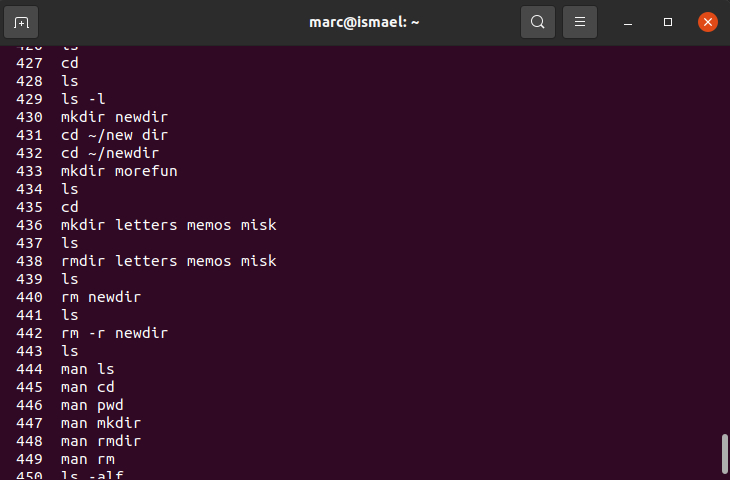 marc@ismael: ~
426 ls
427 cd
428 ls
429 ls -l
430 mkdir newdir
431 cd ~/new dir
432 cd ~/newdir
433 mkdir morefun
434 ls
435 cd
436 mkdir letters memos misk
437 ls
438 rmdir letters memos misk
439 ls
440 rm newdir
441 ls
442 rm -r newdir
443 ls
444 man ls
445 man cd
446 man pwd
447 man mkdir
448 man rmdir
449 man rm
450 ls -alf